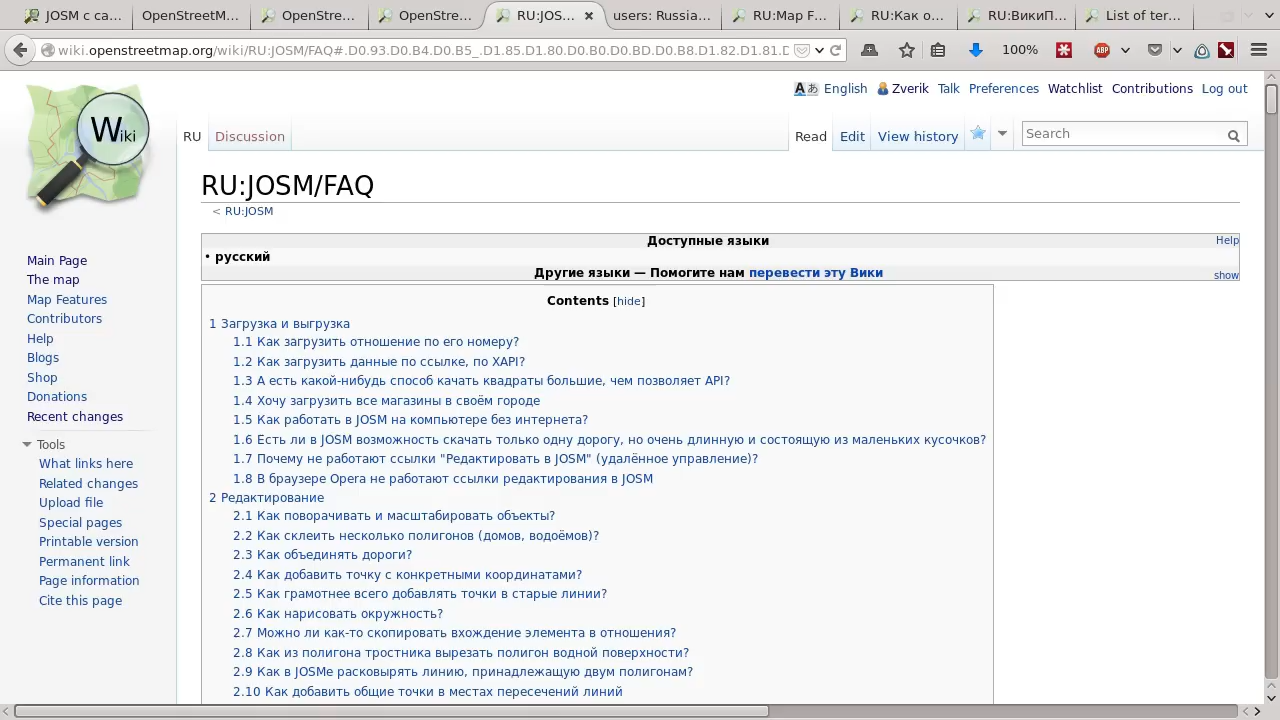 JOSM с са...
OpenStreetM...
OpenStre...
OpenStre...
RU:JOS...
users: Russia...
RU:Map F...
RU:Как о...
RU:ВикиП...
List of ter...
wiki.openstreetmap.org/wiki/RU:JOSM/FAQ#.D0.93.D0.B4.D0.B5_.D1.85.D1.80.D0.B0.D0.BD.D0.B8.D1.82.D1.81.D
100%
ABP
Wiki
English Zverik Talk Preferences Watchlist Contributions Log out
RU Discussion Read Edit View history Search
RU:JOSM/FAQ
< RU:JOSM
Доступные языки Help
• русский
Другие языки — Помогите нам перевести эту Вики show
Contents [hide]
1 Загрузка и выгрузка
1.1 Как загрузить отношение по его номеру?
1.2 Как загрузить данные по ссылке, по XAPI?
1.3 А есть какой-нибудь способ качать квадраты большие, чем позволяет API?
1.4 Хочу загрузить все магазины в своём городе
1.5 Как работать в JOSM на компьютере без интернета?
1.6 Есть ли в JOSM возможность скачать только одну дорогу, но очень длинную и состоящую из маленьких кусочков?
1.7 Почему не работают ссылки "Редактировать в JOSM" (удалённое управление)?
1.8 В браузере Opera не работают ссылки редактирования в JOSM
2 Редактирование
2.1 Как поворачивать и масштабировать объекты?
2.2 Как склеить несколько полигонов (домов, водоёмов)?
2.3 Как объединять дороги?
2.4 Как добавить точку с конкретными координатами?
2.5 Как грамотнее всего добавлять точки в старые линии?
2.6 Как нарисовать окружность?
2.7 Можно ли как-то скопировать вхождение элемента в отношения?
2.8 Как из полигона тростника вырезать полигон водной поверхности?
2.9 Как в JOSMе расковырять линию, принадлежащую двум полигонам?
2.10 Как добавить общие точки в местах пересечений линий
Main Page
The map
Map Features
Contributors
Help
Blogs
Shop
Donations
Recent changes
Tools
What links here
Related changes
Upload file
Special pages
Printable version
Permanent link
Page information
Cite this page